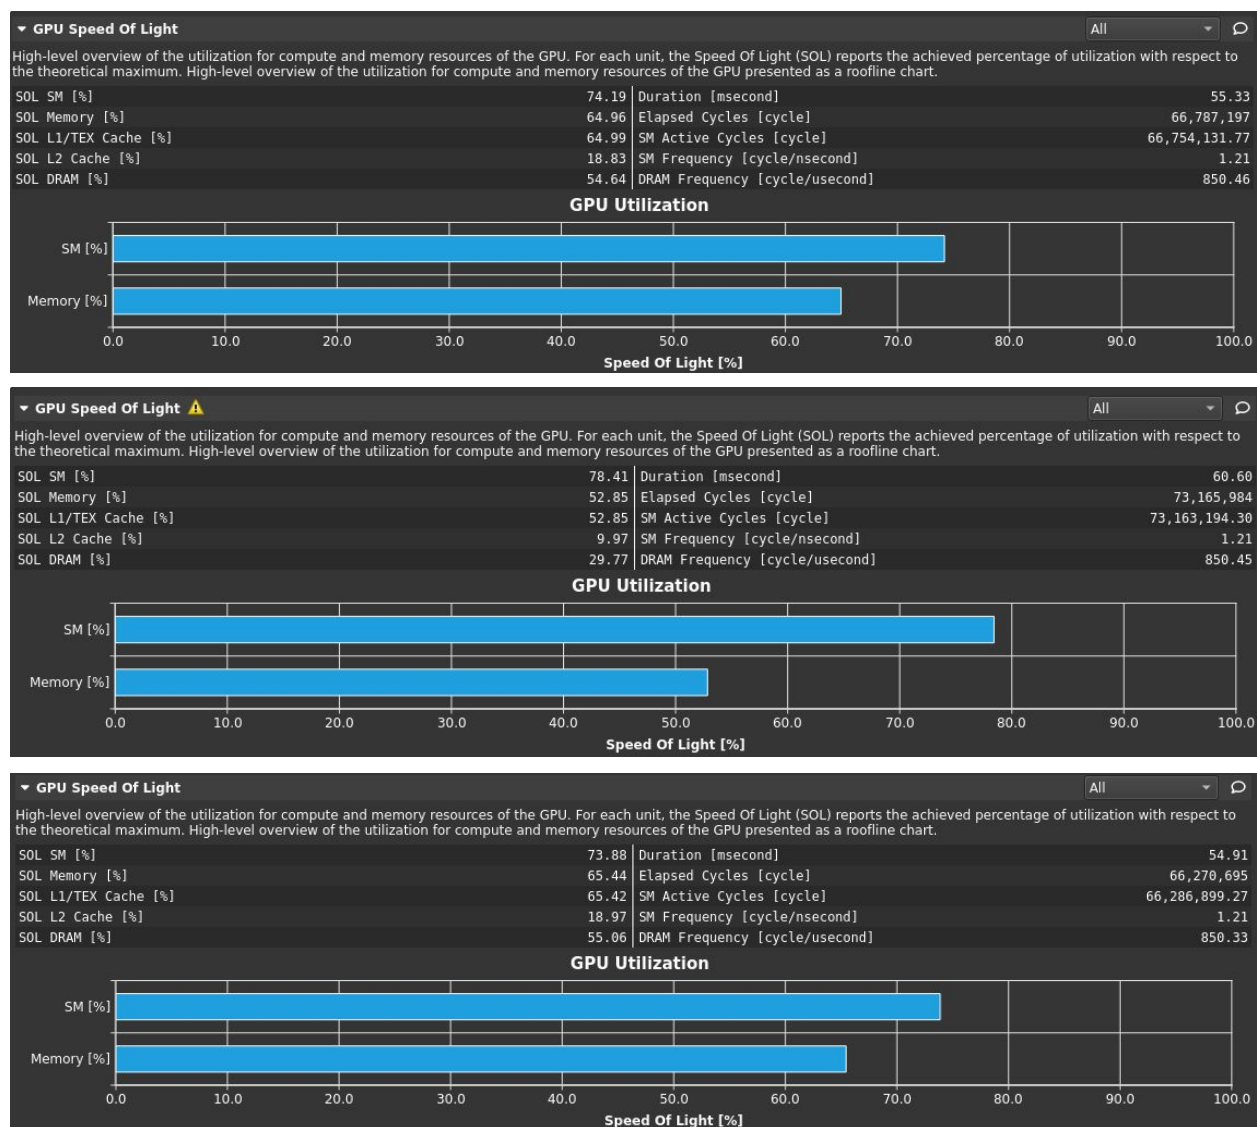 GPU Speed Of Light All
High-level overview of the utilization for compute and memory resources of the GPU. For each unit, the Speed Of Light (SOL) reports the achieved percentage of utilization with respect to
the theoretical maximum. High-level overview of the utilization for compute and memory resources of the GPU presented as a roofline chart.
SOL SM [%] 74.19 Duration [msecond] 55.33
SOL Memory [%] 64.96 Elapsed Cycles [cycle] 66,787,197
SOL L1/TEX Cache [%] 64.99 SM Active Cycles [cycle] 66,754,131.77
SOL L2 Cache [%] 18.83 SM Frequency [cycle/nsecond] 1.21
SOL DRAM [%] 54.64 DRAM Frequency [cycle/usecond] 850.46
GPU Utilization
SM [%]
Memory [%]
0.0 10.0 20.0 30.0 40.0 50.0 60.0 70.0 80.0 90.0 100.0
Speed Of Light [%]
GPU Speed Of Light All
High-level overview of the utilization for compute and memory resources of the GPU. For each unit, the Speed Of Light (SOL) reports the achieved percentage of utilization with respect to
the theoretical maximum. High-level overview of the utilization for compute and memory resources of the GPU presented as a roofline chart.
SOL SM [%] 78.41 Duration [msecond] 60.60
SOL Memory [%] 52.85 Elapsed Cycles [cycle] 73,165,984
SOL L1/TEX Cache [%] 52.85 SM Active Cycles [cycle] 73,163,194.30
SOL L2 Cache [%] 9.97 SM Frequency [cycle/nsecond] 1.21
SOL DRAM [%] 29.77 DRAM Frequency [cycle/usecond] 850.45
GPU Utilization
SM [%]
Memory [%]
0.0 10.0 20.0 30.0 40.0 50.0 60.0 70.0 80.0 90.0 100.0
Speed Of Light [%]
GPU Speed Of Light All
High-level overview of the utilization for compute and memory resources of the GPU. For each unit, the Speed Of Light (SOL) reports the achieved percentage of utilization with respect to
the theoretical maximum. High-level overview of the utilization for compute and memory resources of the GPU presented as a roofline chart.
SOL SM [%] 73.88 Duration [msecond] 54.91
SOL Memory [%] 65.44 Elapsed Cycles [cycle] 66,270,695
SOL L1/TEX Cache [%] 65.42 SM Active Cycles [cycle] 66,286,899.27
SOL L2 Cache [%] 18.97 SM Frequency [cycle/nsecond] 1.21
SOL DRAM [%] 55.06 DRAM Frequency [cycle/usecond] 850.33
GPU Utilization
SM [%]
Memory [%]
0.0 10.0 20.0 30.0 40.0 50.0 60.0 70.0 80.0 90.0 100.0
Speed Of Light [%]